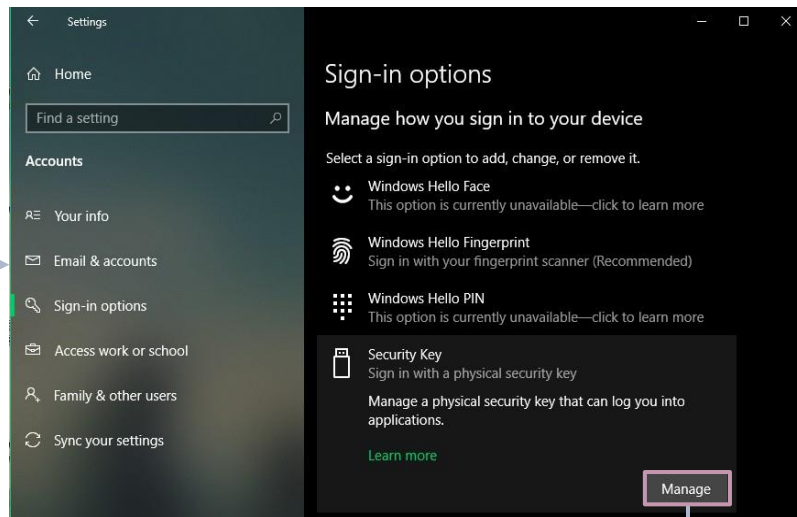 Settings
Home
Find a setting
Accounts
Your info
Email & accounts
Sign-in options
Access work or school
Family & other users
Sync your settings
Sign-in options
Manage how you sign in to your device
Select a sign-in option to add, change, or remove it.
Windows Hello Face
This option is currently unavailable—click to learn more
Windows Hello Fingerprint
Sign in with your fingerprint scanner (Recommended)
Windows Hello PIN
This option is currently unavailable—click to learn more
Security Key
Sign in with a physical security key
Manage a physical security key that can log you into
applications.
Learn more
Manage